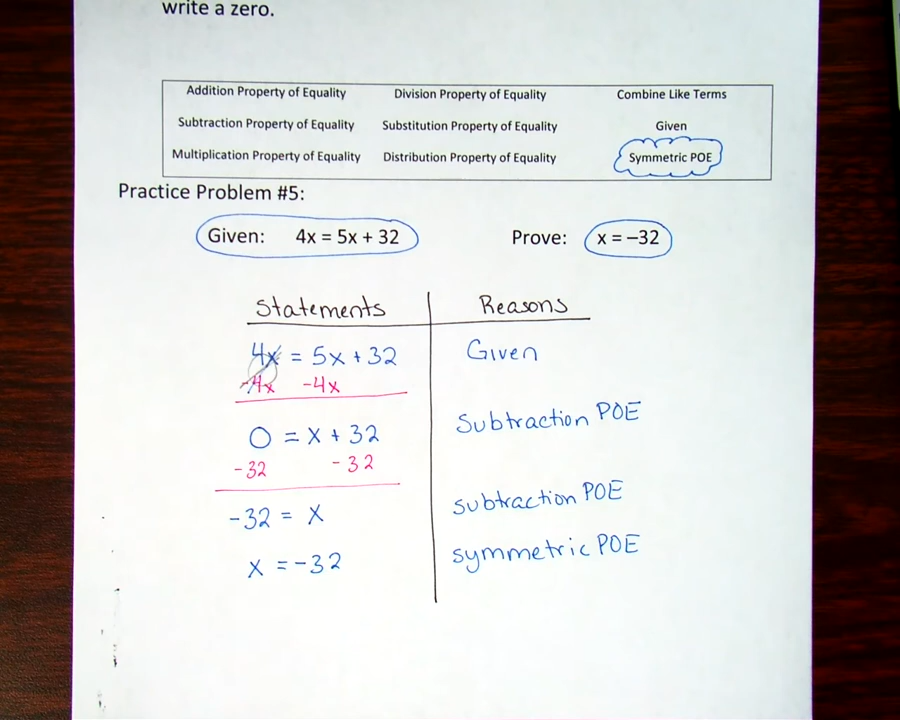 write a zero.
Addition Property of Equality Division Property of Equality Combine Like Terms
Subtraction Property of Equality Substitution Property of Equality Given
Multiplication Property of Equality Distribution Property of Equality Symmetric POE
Practice Problem #5:
Given: 4x = 5x + 32 Prove: x = −32
Statements Reasons
4x = 5x + 32 Given
-4x -4x
0 = x + 32 Subtraction POE
-32 -32
-32 = x subtraction POE
x = -32 symmetric POE